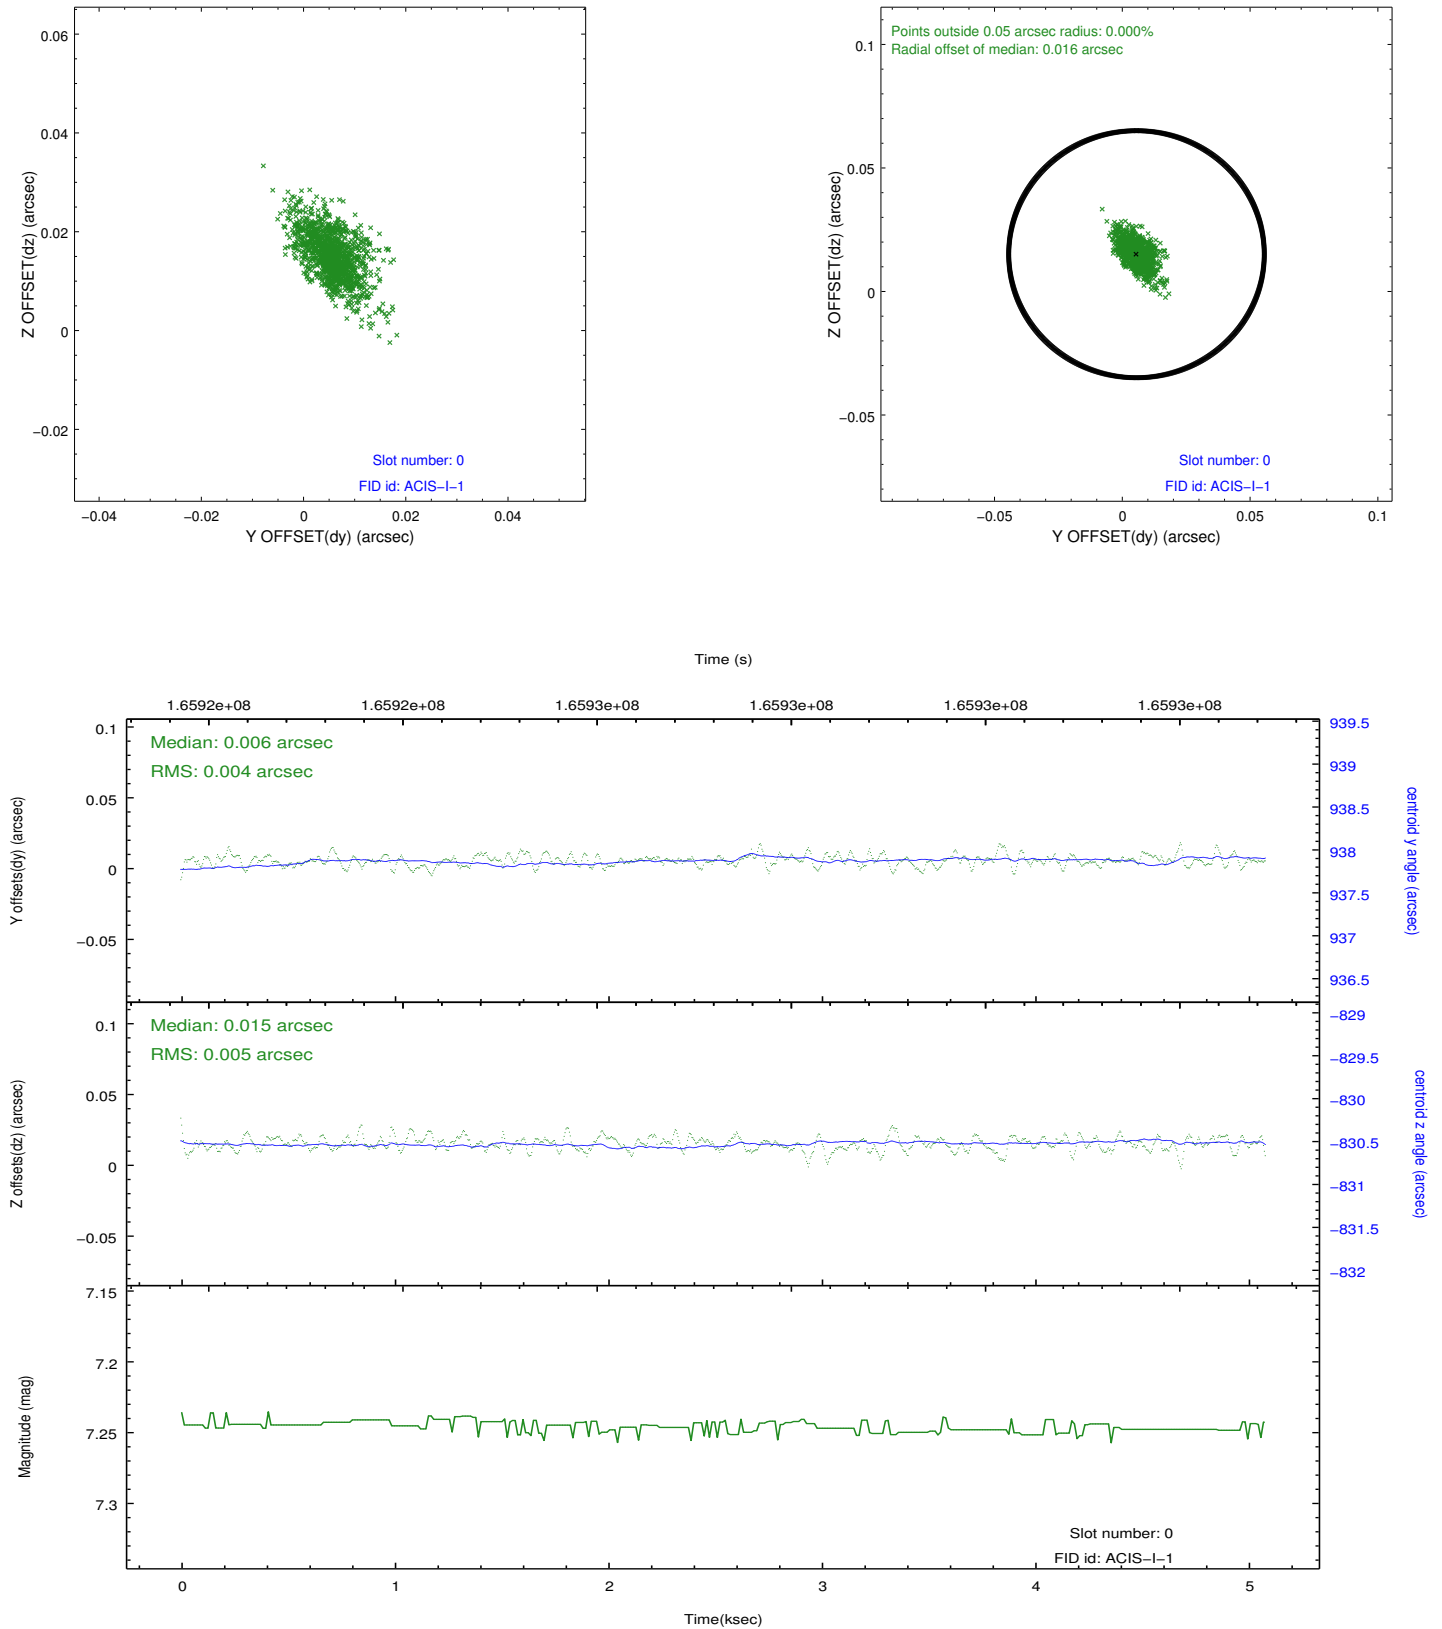 0.06
0.04
0.02
0
−0.02
Z OFFSET(dz) (arcsec)
Slot number: 0
FID id: ACIS−I−1
−0.04 −0.02 0 0.02 0.04
Y OFFSET(dy) (arcsec)
Points outside 0.05 arcsec radius: 0.000%
Radial offset of median: 0.016 arcsec
0.1
0.05
0
−0.05
Z OFFSET(dz) (arcsec)
Slot number: 0
FID id: ACIS−I−1
−0.05 0 0.05 0.1
Y OFFSET(dy) (arcsec)
Time (s)
1.6592e+08 1.6592e+08 1.6593e+08 1.6593e+08 1.6593e+08 1.6593e+08
Median: 0.006 arcsec
RMS: 0.004 arcsec
0.1
0.05
0
−0.05
Y offsets(dy) (arcsec)
939.5
939
938.5
938
937.5
937
936.5
centroid y angle (arcsec)
Median: 0.015 arcsec
RMS: 0.005 arcsec
0.1
0.05
0
−0.05
Z offsets(dz) (arcsec)
−829
−829.5
−830
−830.5
−831
−831.5
−832
centroid z angle (arcsec)
7.15
7.2
7.25
7.3
Magnitude (mag)
Slot number: 0
FID id: ACIS−I−1
0 1 2 3 4 5
Time(ksec)